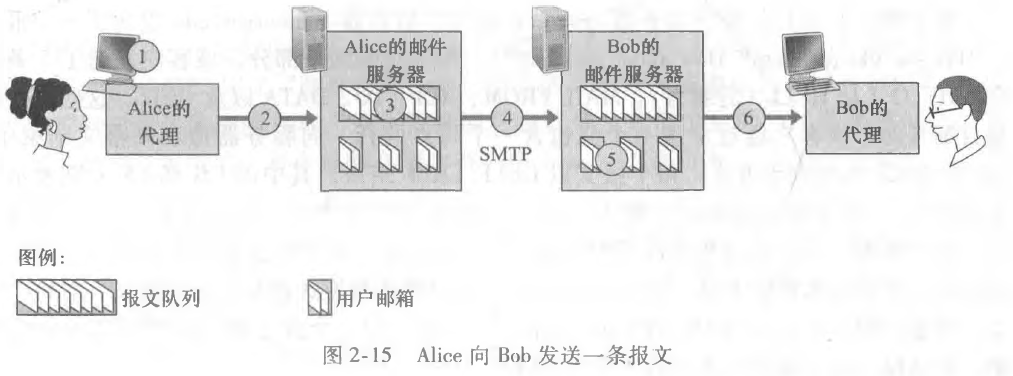 Alice的
代理
1
2
Alice的邮件
服务器
3
4
SMTP
Bob的
邮件服务器
5
6
Bob的
代理
图例:
报文队列
用户邮箱
图 2-15 Alice 向 Bob 发送一条报文